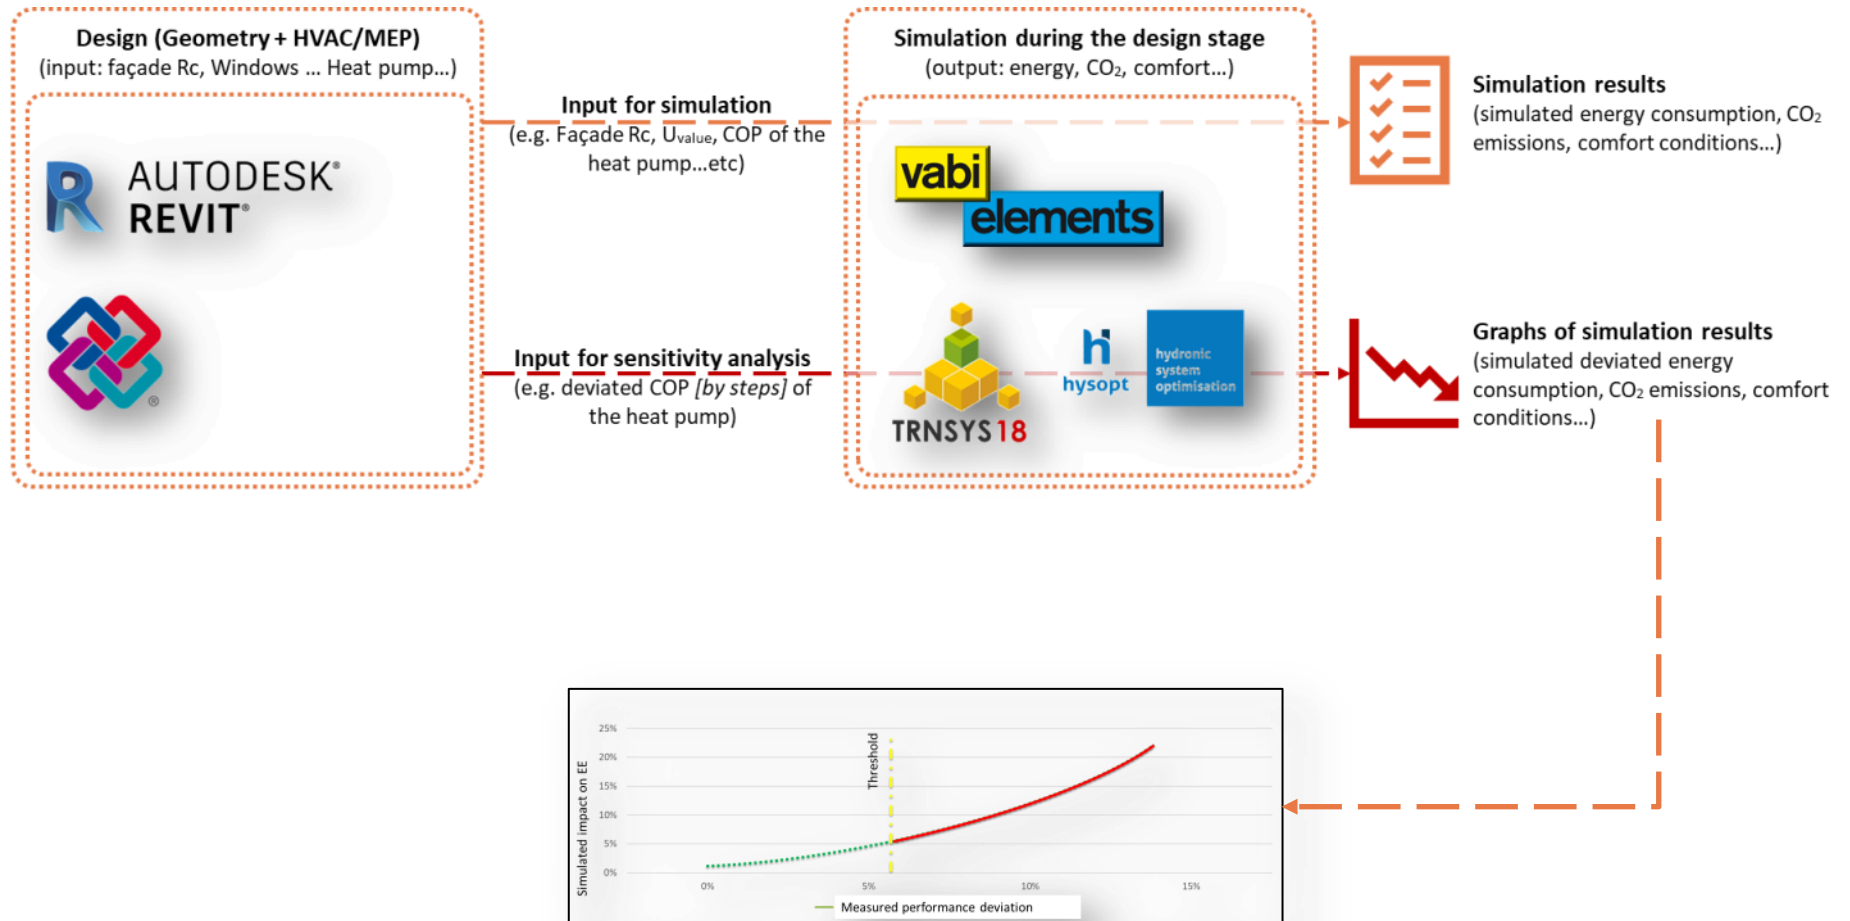 Design (Geometry + HVAC/MEP)
(input: façade Rc, Windows ... Heat pump...)
AUTODESK®
REVIT®
®
Input for simulation
(e.g. Façade Rc, Uvalue, COP of the
heat pump...etc)
Input for sensitivity analysis
(e.g. deviated COP [by steps] of
the heat pump)
Simulation during the design stage
(output: energy, CO₂, comfort...)
vabi
elements
TRNSYS 18
hysopt
hydronic
system
optimisation
Simulation results
(simulated energy consumption, CO₂
emissions, comfort conditions...)
Graphs of simulation results
(simulated deviated energy
consumption, CO₂ emissions, comfort
conditions...)
Simulated impact on EE
25%
20%
15%
10%
5%
0%
Threshold
0%
5%
10%
15%
Measured performance deviation